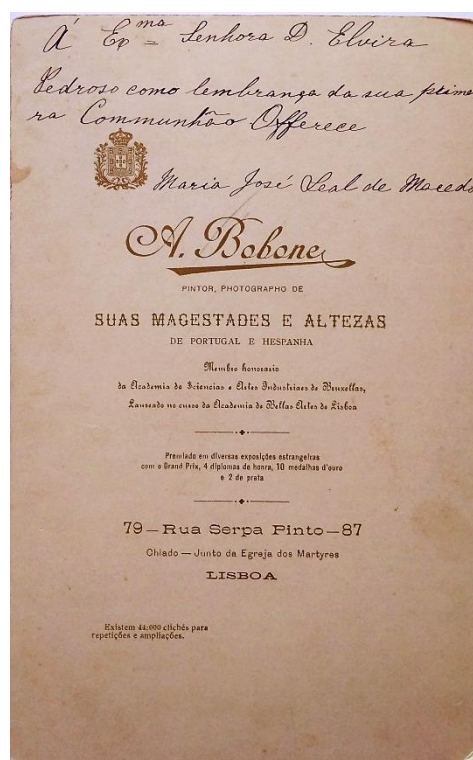 Á Exma Senhora D. Elvira
Pedroso como lembrança da sua prime
ra Communhão Offerece
Maria José Leal de Macedo
A. Bobone
PINTOR, PHOTOGRAPHO DE
SUAS MAGESTADES E ALTEZAS
DE PORTUGAL E HESPANHA
Membro honorario
da Academia de Sciencias e Artes Industriaes de Bruxellas,
Laureado no curso da Academia de Bellas Artes de Lisboa
Premiado em diversas exposições estrangeiras
com o Grand Prix, 4 diplomas de honra, 10 medalhas d'ouro
e 2 de prata
79—Rua Serpa Pinto—87
Chiado — Junto da Egreja dos Martyres
LISBOA
Existem 44:000 clichés para
repetições e ampliações.